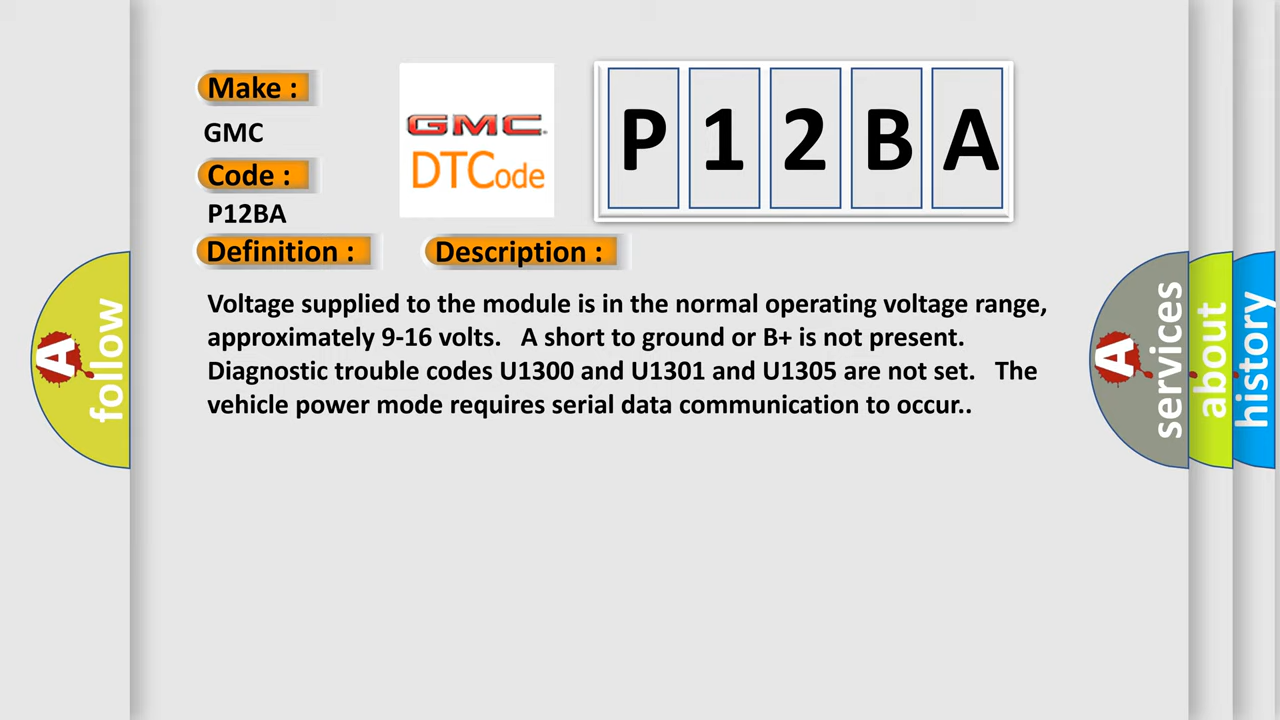 Make :
GMC
Code :
P12BA
Definition :
Description :
GMC
DTCode
P12BA
Voltage supplied to the module is in the normal operating voltage range,
approximately 9-16 volts   A short to ground or B+ is not present.
Diagnostic trouble codes U1300 and U1301 and U1305 are not set.   The
vehicle power mode requires serial data communication to occur..
A
follow
A
services
about
history